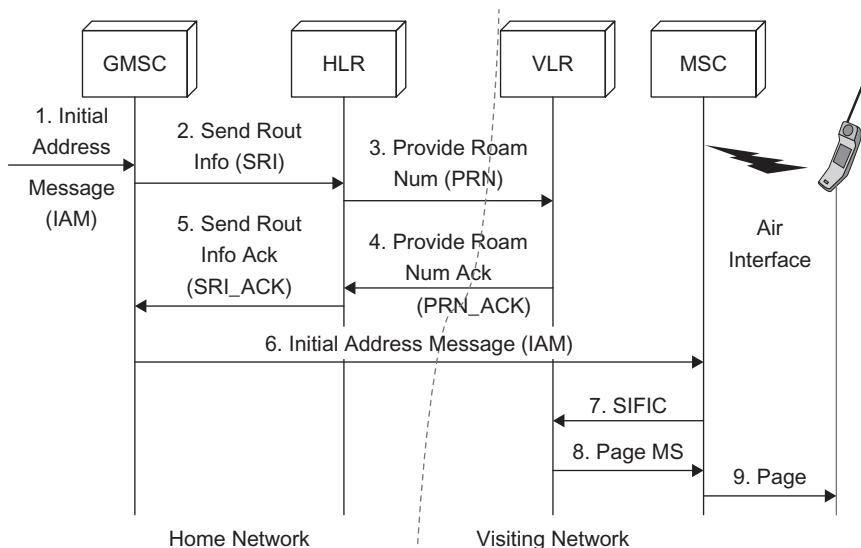 GMSC
HLR
VLR
MSC
1. Initial
Address
Message
(IAM)
2. Send Rout
Info (SRI)
3. Provide Roam
Num (PRN)
5. Send Rout
Info Ack
(SRI_ACK)
4. Provide Roam
Num Ack
(PRN_ACK)
Air
Interface
6. Initial Address Message (IAM)
7. SIFIC
8. Page MS
9. Page
Home Network
Visiting Network